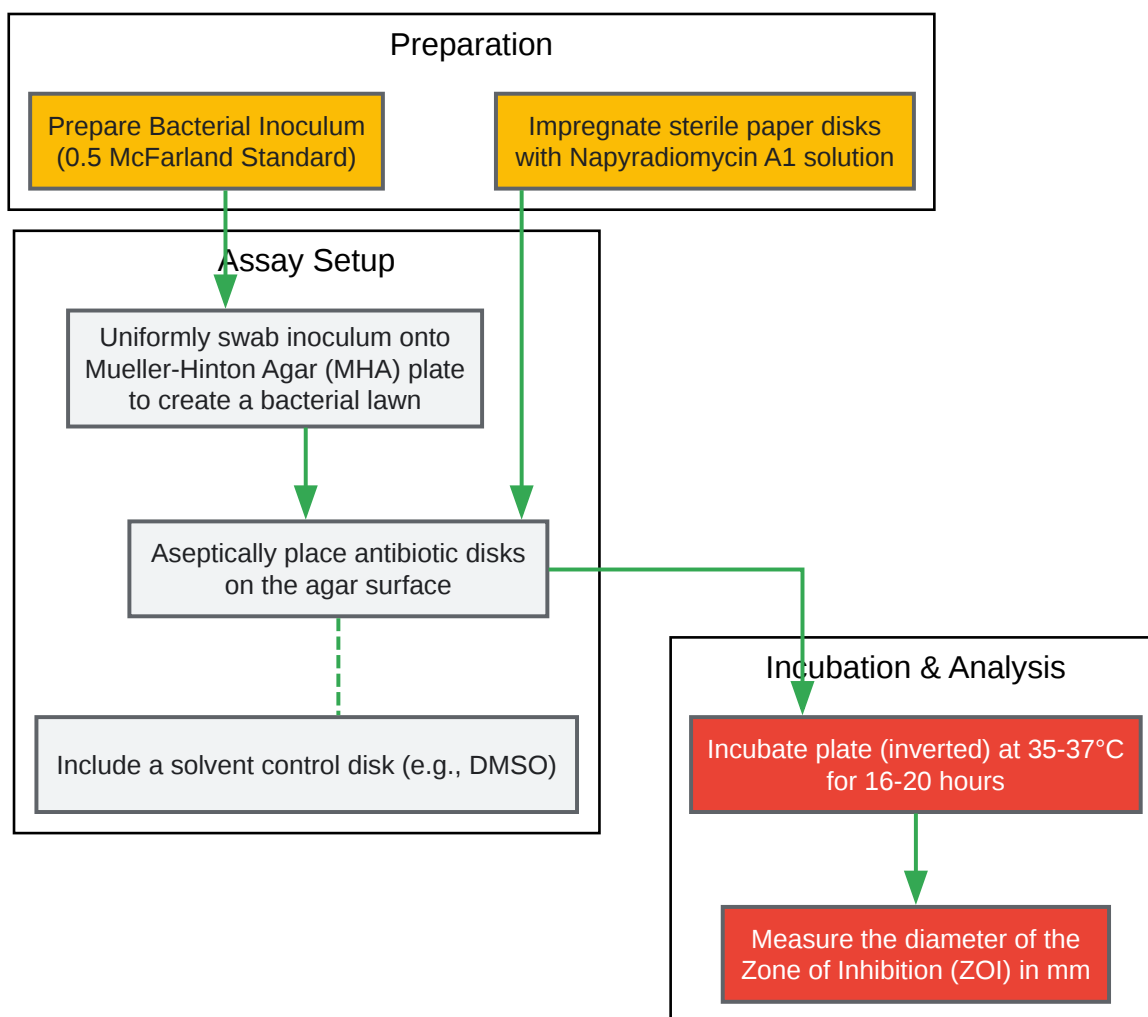 Preparation
Prepare Bacterial Inoculum
(0.5 McFarland Standard)
Impregnate sterile paper disks
with Napyradiomycin A1 solution
Assay Setup
Uniformly swab inoculum onto
Mueller-Hinton Agar (MHA) plate
to create a bacterial lawn
Aseptically place antibiotic disks
on the agar surface
Include a solvent control disk (e.g., DMSO)
Incubation & Analysis
Incubate plate (inverted) at 35-37°C
for 16-20 hours
Measure the diameter of the
Zone of Inhibition (ZOI) in mm